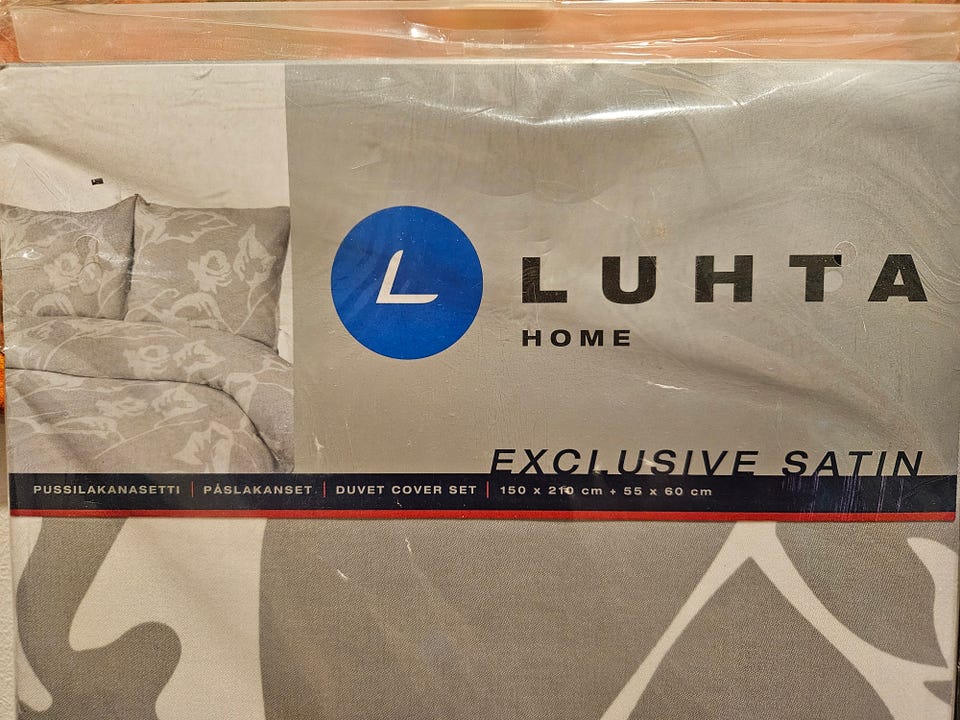 L
LUHTA
HOME
EXCLUSIVE SATIN
PUSSILAKANASETTI | PÅSLAKANSET | DUVET COVER SET | 150 x 210 cm + 55 x 60 cm